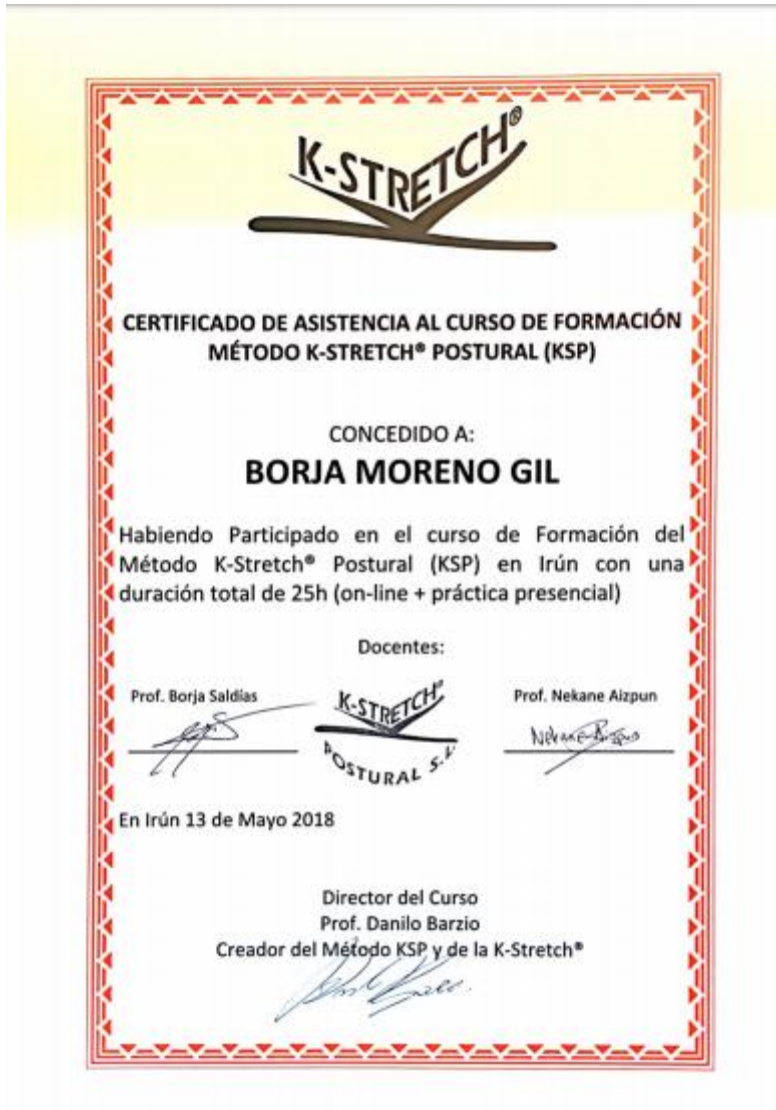 K-STRETCH®
CERTIFICADO DE ASISTENCIA AL CURSO DE FORMACIÓN
MÉTODO K-STRETCH® POSTURAL (KSP)
CONCEDIDO A:
BORJA MORENO GIL
Habiendo Participado en el curso de Formación del
Método K-Stretch® Postural (KSP) en Irún con una
duración total de 25h (on-line + práctica presencial)
Docentes:
Prof. Borja Saldias
K-STRETCH®
POSTURAL S.L
Prof. Nekane Aizpun
En Irún 13 de Mayo 2018
Director del Curso
Prof. Danilo Barzio
Creador del Método KSP y de la K-Stretch®